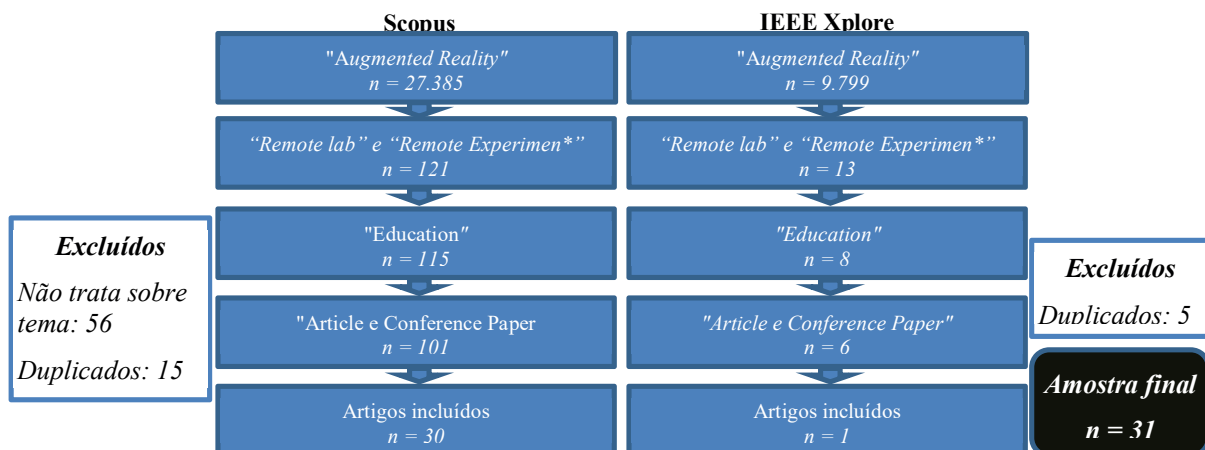 Scopus
"Augmented Reality"
n = 27.385
“Remote lab” e “Remote Experimen*”
n = 121
"Education"
n = 115
"Article e Conference Paper
n = 101
Artigos incluídos
n = 30
Excluídos
Não trata sobre
tema: 56
Duplicados: 15
IEEE Xplore
"Augmented Reality"
n = 9.799
“Remote lab” e “Remote Experimen*”
n = 13
"Education"
n = 8
"Article e Conference Paper"
n = 6
Artigos incluídos
n = 1
Excluídos
Duplicados: 5
Amostra final
n = 31